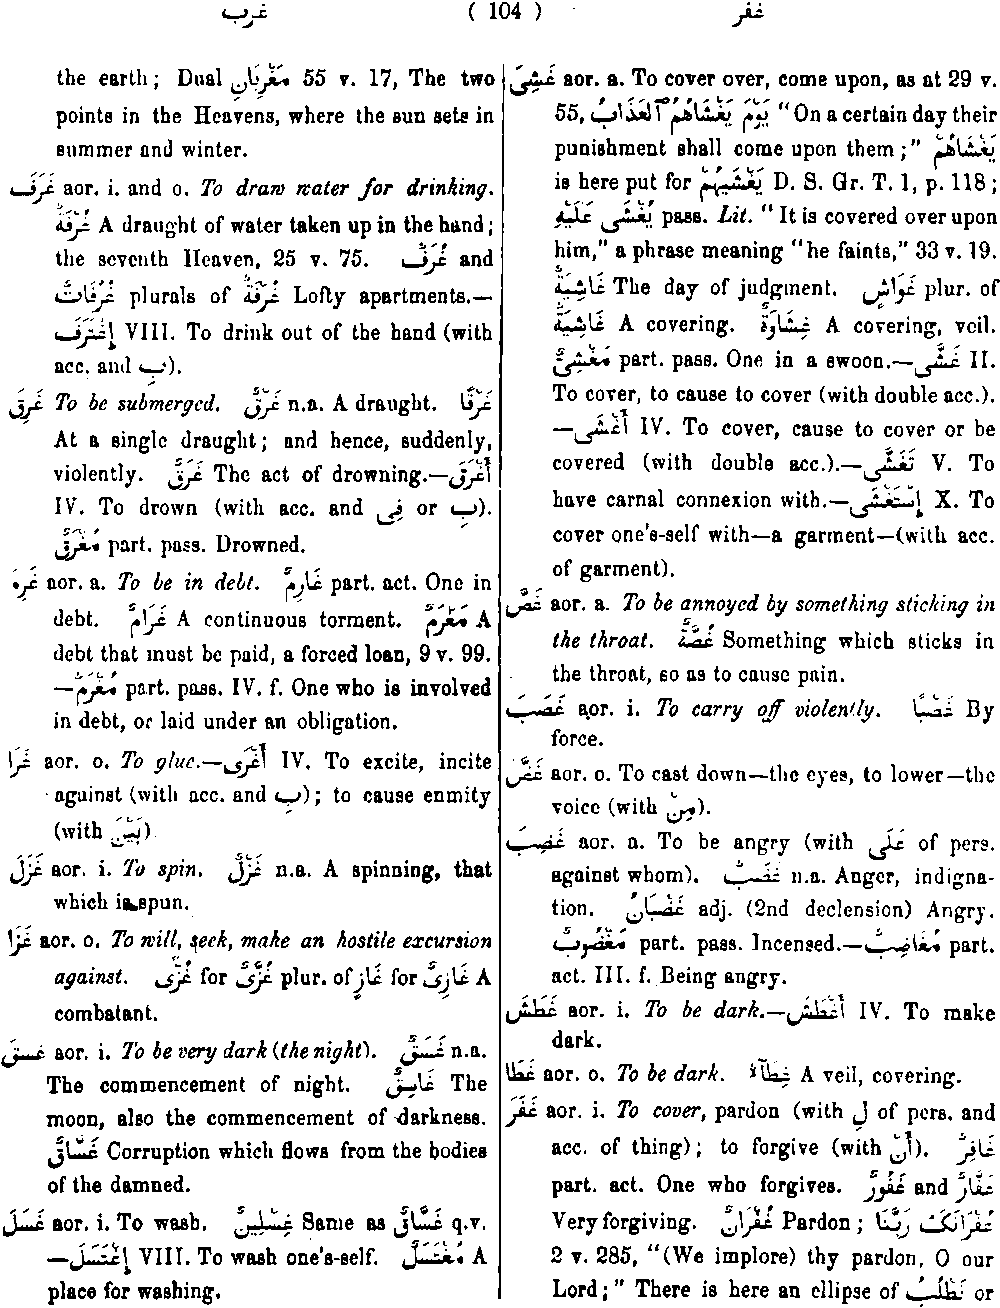 غرب ( 104 ) غفر
the earth; Dual مَغْرِبَانِ 55 v. 17, The two
points in the Heavens, where the sun sets in
summer and winter.
غَرَفَ aor. i. and o. To draw water for drinking.
غُرْفَةٌ A draught of water taken up in the hand;
the seventh Heaven, 25 v. 75. غُرَفٌ and
غُرُفَاتٌ plurals of غُرْفَةٌ Lofty apartments.—
إِغْتَرَفَ VIII. To drink out of the hand (with
acc. and بِ).
غَرِقَ To be submerged. غَرْقٌ n.a. A draught. غَرْقًا
At a single draught; and hence, suddenly,
violently. غَرَقٌ The act of drowning.—أَغْرَقَ
IV. To drown (with acc. and فِى or بِ).
مُغْرَقٌ part. pass. Drowned.
غَرِمَ aor. a. To be in debt. غَارِمٌ part. act. One in
debt. غَرَامٌ A continuous torment. مَغْرَمٌ A
debt that must be paid, a forced loan, 9 v. 99.
—مُغْرَمٌ part. pass. IV. f. One who is involved
in debt, or laid under an obligation.
غَرَا aor. o. To glue.—أَغْرَى IV. To excite, incite
against (with acc. and بِ); to cause enmity
(with بَيْنَ)
غَزَلَ aor. i. To spin. غَزْلٌ n.a. A spinning, that
which is spun.
غَزَا aor. o. To will, seek, make an hostile excursion
against. غُزًّى for غُزَّىٌ plur. of غَازٍ for غَازِىٌ A
combatant.
غسق aor. i. To be very dark (the night). غَسَقٌ n.a.
The commencement of night. غَاسِقٌ The
moon, also the commencement of darkness.
غَسَّاقٌ Corruption which flows from the bodies
of the damned.
غَسَلَ aor. i. To wash. غِسْلِينٌ Same as غَسَّاقٌ q.v.
—إِغْتَسَلَ VIII. To wash one's-self. مُغْتَسَلٌ A
place for washing.
غَشِىَ aor. a. To cover over, come upon, as at 29 v.
55, يَوْمَ يَغْشَاهُمُ ٱلْعَذَابُ “On a certain day their
punishment shall come upon them;” يَغْشَاهُمْ
is here put for يَغْشَيُهُمْ D. S. Gr. T. 1, p. 118;
يُغْشَى عَلَيْهِ pass. Lit. “It is covered over upon
him,” a phrase meaning “he faints,” 33 v. 19.
غَاشِيَةٌ The day of judgment. غَوَاشٍ plur. of
غَاشِيَةٌ A covering. غِشَاوَةٌ A covering, veil.
مَغْشِىٌّ part. pass. One in a swoon.—غَشَّى II.
To cover, to cause to cover (with double acc.).
—أَغْشَى IV. To cover, cause to cover or be
covered (with double acc.).—تَغَشَّى V. To
have carnal connexion with.—إِسْتَغْشَى X. To
cover one's-self with—a garment—(with acc.
of garment).
غَصَّ aor. a. To be annoyed by something sticking in
the throat. غُصَّةٌ Something which sticks in
the throat, so as to cause pain.
غَصَبَ aor. i. To carry off violently. غَصْبًا By
force.
غَضَّ aor. o. To cast down—the eyes, to lower—the
voice (with مِنْ).
غَضِبَ aor. a. To be angry (with عَلَى of pers.
against whom). غَضَبٌ n.a. Anger, indigna-
tion. غَضْبَانُ adj. (2nd declension) Angry.
مَغْضُوبٌ part. pass. Incensed.—مُغَاضِبٌ part.
act. III. f. Being angry.
غَطَشَ aor. i. To be dark.—أَغْطَشَ IV. To make
dark.
غَطَا aor. o. To be dark. غِطَآءٌ A veil, covering.
غَفَرَ aor. i. To cover, pardon (with لِ of pers. and
acc. of thing); to forgive (with أَنْ). غَافِرٌ
part. act. One who forgives. غَفُورٌ and غَفَّارٌ
Very forgiving. غُفْرَانٌ Pardon; غُفْرَانَكَ رَبَّنَا
2 v. 285, “(We implore) thy pardon, O our
Lord;” There is here an ellipse of نَطْلُبُ or